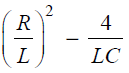 (R/L)² − 4/LC